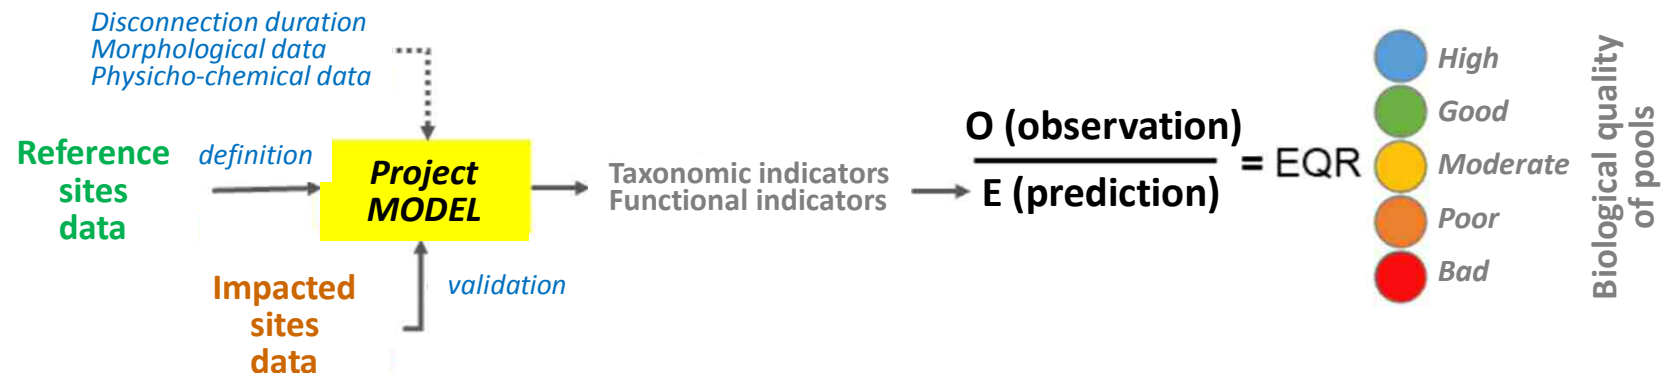 Disconnection duration
Morphological data
Physicho-chemical data
Reference
sites
data
definition
Project
MODEL
Impacted
sites
data
validation
Taxonomic indicators
Functional indicators
O (observation)
E (prediction)
= EQR
High
Good
Moderate
Poor
Bad
Biological quality
of pools